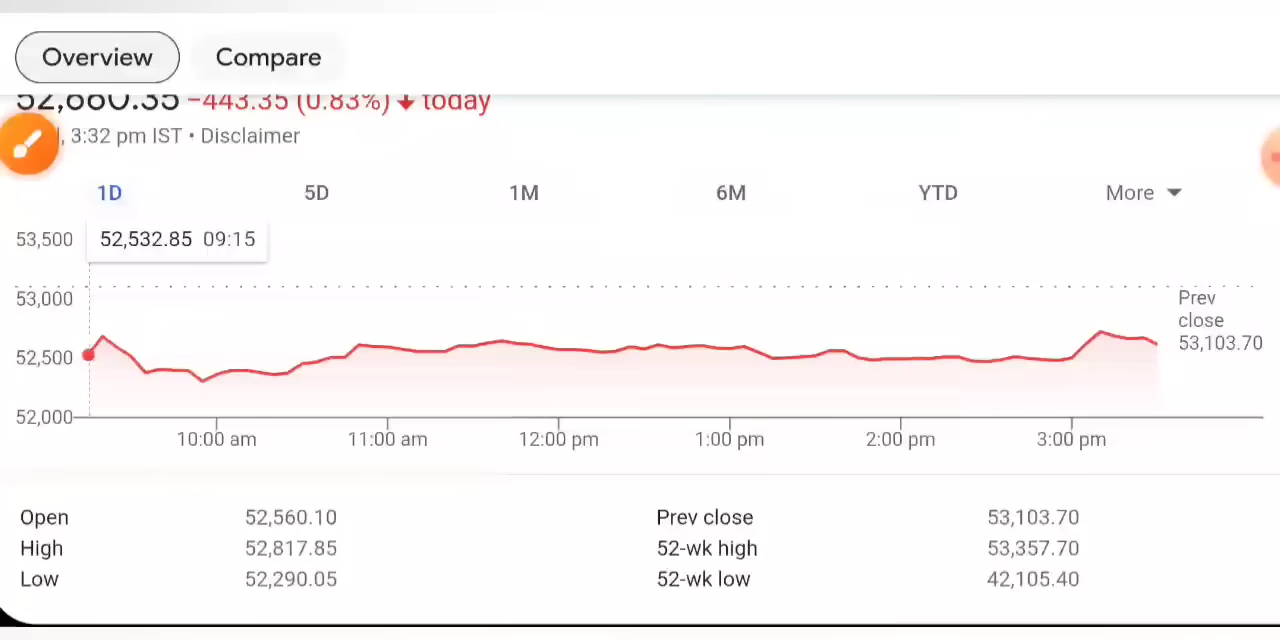 Overview Compare
52,660.35 −443.35 (0.83%) ↓ today
, 3:32 pm IST • Disclaimer
1D 5D 1M 6M YTD More
53,500 52,532.85 09:15
53,000 Prev
close
53,103.70
52,500
52,000
10:00 am 11:00 am 12:00 pm 1:00 pm 2:00 pm 3:00 pm
Open 52,560.10 Prev close 53,103.70
High 52,817.85 52-wk high 53,357.70
Low 52,290.05 52-wk low 42,105.40